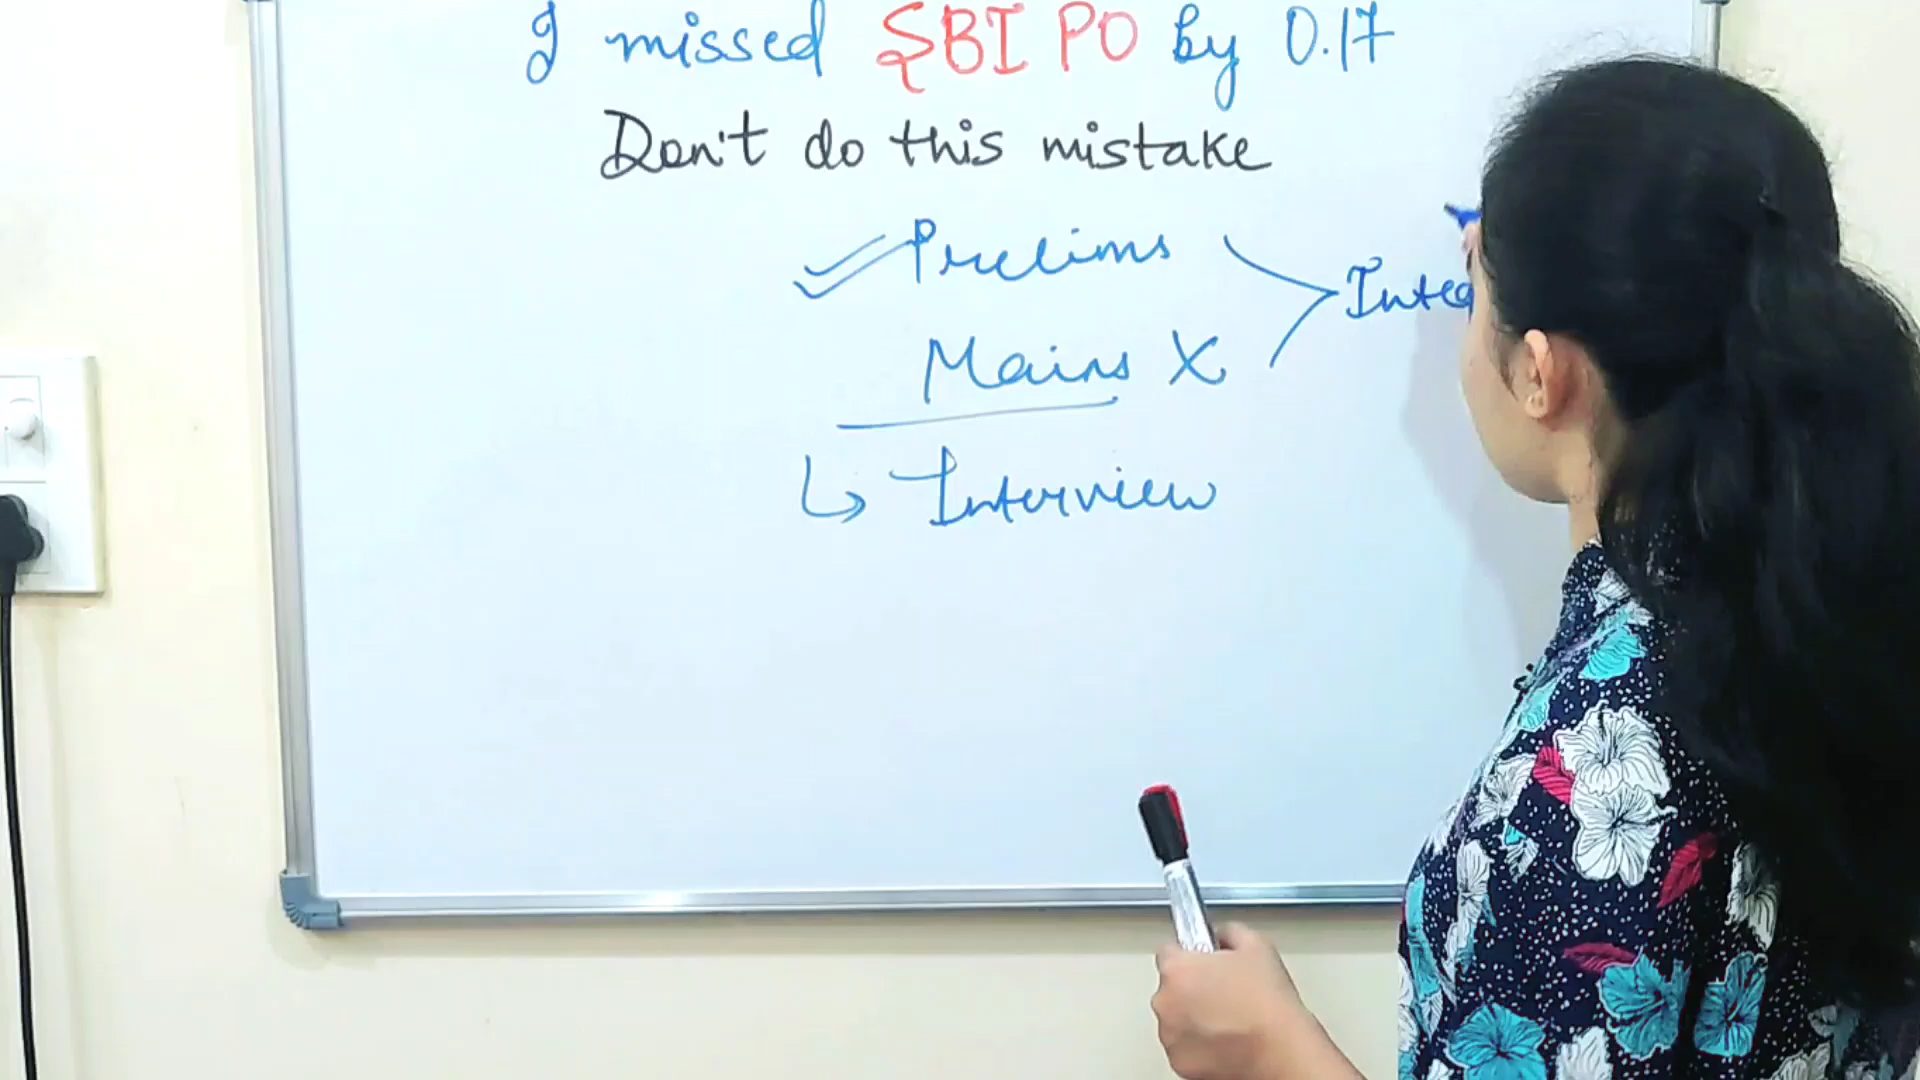 I missed SBI PO by 0.17
Don't do this mistake
Prelims
Mains X
Interview